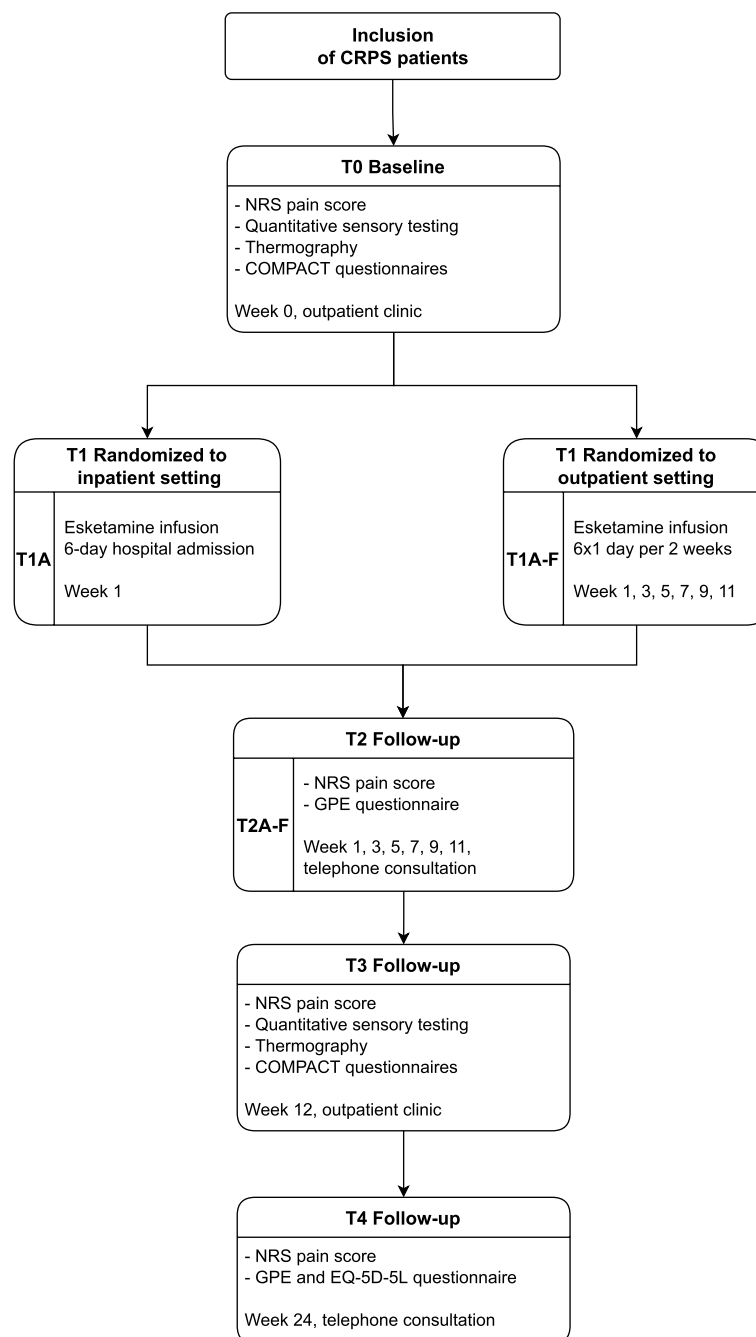 Inclusion
of CRPS patients
T0 Baseline
- NRS pain score
- Quantitative sensory testing
- Thermography
- COMPACT questionnaires
Week 0, outpatient clinic
T1 Randomized to
inpatient setting
T1A
Esketamine infusion
6-day hospital admission
Week 1
T1 Randomized to
outpatient setting
T1A-F
Esketamine infusion
6x1 day per 2 weeks
Week 1, 3, 5, 7, 9, 11
T2 Follow-up
T2A-F
- NRS pain score
- GPE questionnaire
Week 1, 3, 5, 7, 9, 11,
telephone consultation
T3 Follow-up
- NRS pain score
- Quantitative sensory testing
- Thermography
- COMPACT questionnaires
Week 12, outpatient clinic
T4 Follow-up
- NRS pain score
- GPE and EQ-5D-5L questionnaire
Week 24, telephone consultation